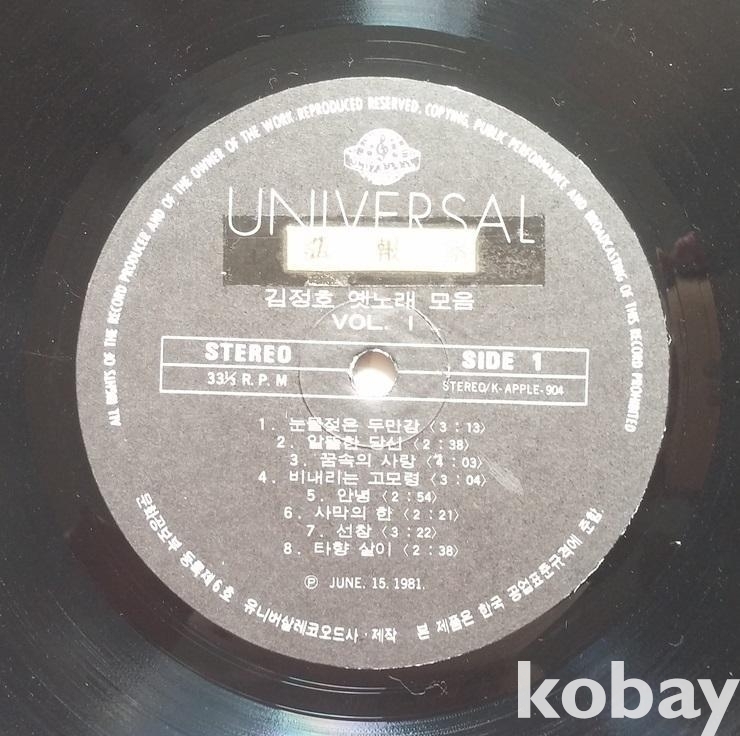 ALL RIGHTS OF THE RECORD PRODUCER AND OF THE OWNER OF THE WORK REPRODUCED RESERVED. COPYING, PUBLIC PERFORMANCE AND BROADCASTING OF THIS RECORD PROHIBITED
UNIVERSAL
김정호 옛노래 모음
VOL. I
STEREO SIDE 1
33⅓ R.P.M STEREO/K-APPLE-904
1. 눈물젖은 두만강 〈3:13〉
2. 알뜰한 당신 〈2:38〉
3. 꿈속의 사랑 〈4:03〉
4. 비내리는 고모령 〈3:04〉
5. 안녕 〈2:54〉
6. 사막의 한 〈2:21〉
7. 선창 〈3:22〉
8. 타향 살이 〈2:38〉
Ⓟ JUNE. 15. 1981.
문화공보부 등록제6호 유니버살레코오드사·제작 본 제품은 한국 공업표준규격에 준함.
kobay